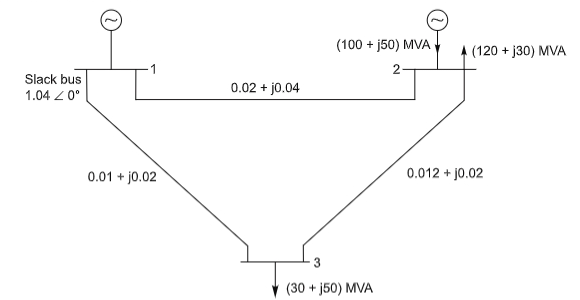 (100 + j50) MVA
(120 + j30) MVA
1
2
Slack bus
1.04 ∠ 0°
0.02 + j0.04
0.01 + j0.02
0.012 + j0.02
3
(30 + j50) MVA